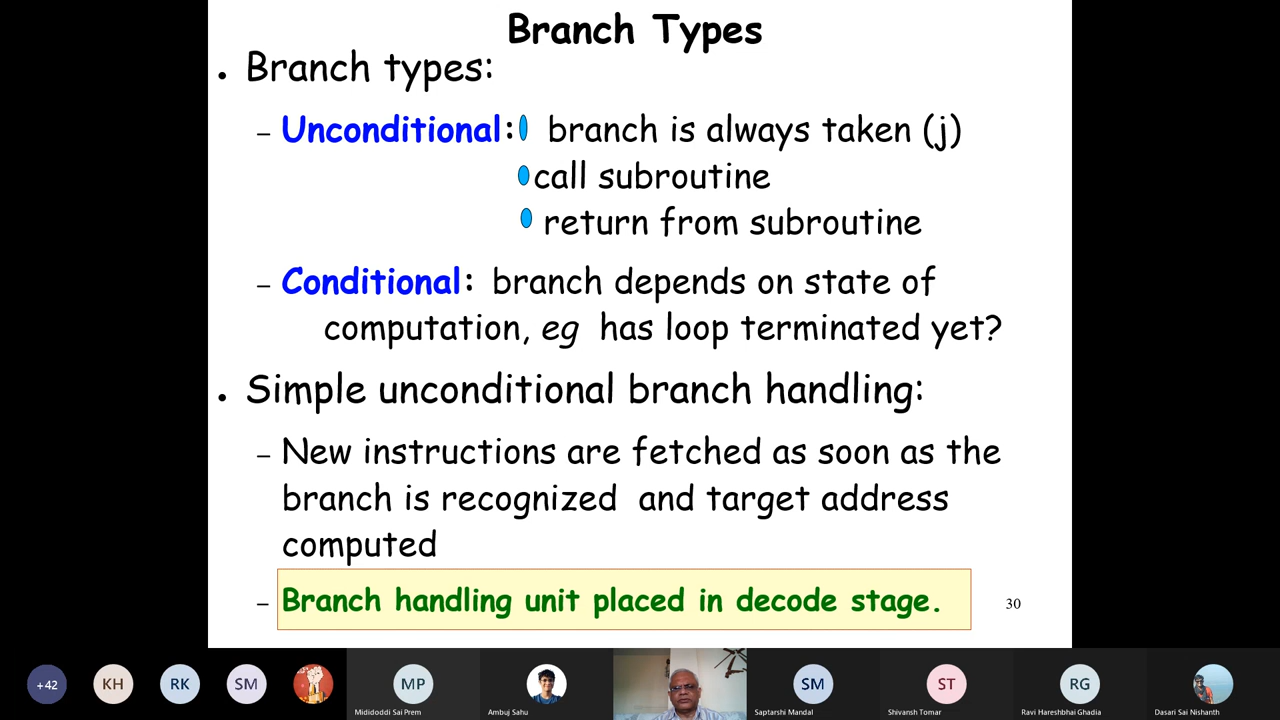 Branch Types
• Branch types:
– Unconditional: branch is always taken (j)
call subroutine
return from subroutine
– Conditional: branch depends on state of
computation, eg has loop terminated yet?
• Simple unconditional branch handling:
– New instructions are fetched as soon as the
branch is recognized and target address
computed
– Branch handling unit placed in decode stage.
30
+42 KH RK SM MP SM ST RG
Mididoddi Sai Prem Ambuj Sahu Saptarshi Mandal Shivansh Tomar Ravi Hareshbhai Ghadia Dasari Sai Nishanth